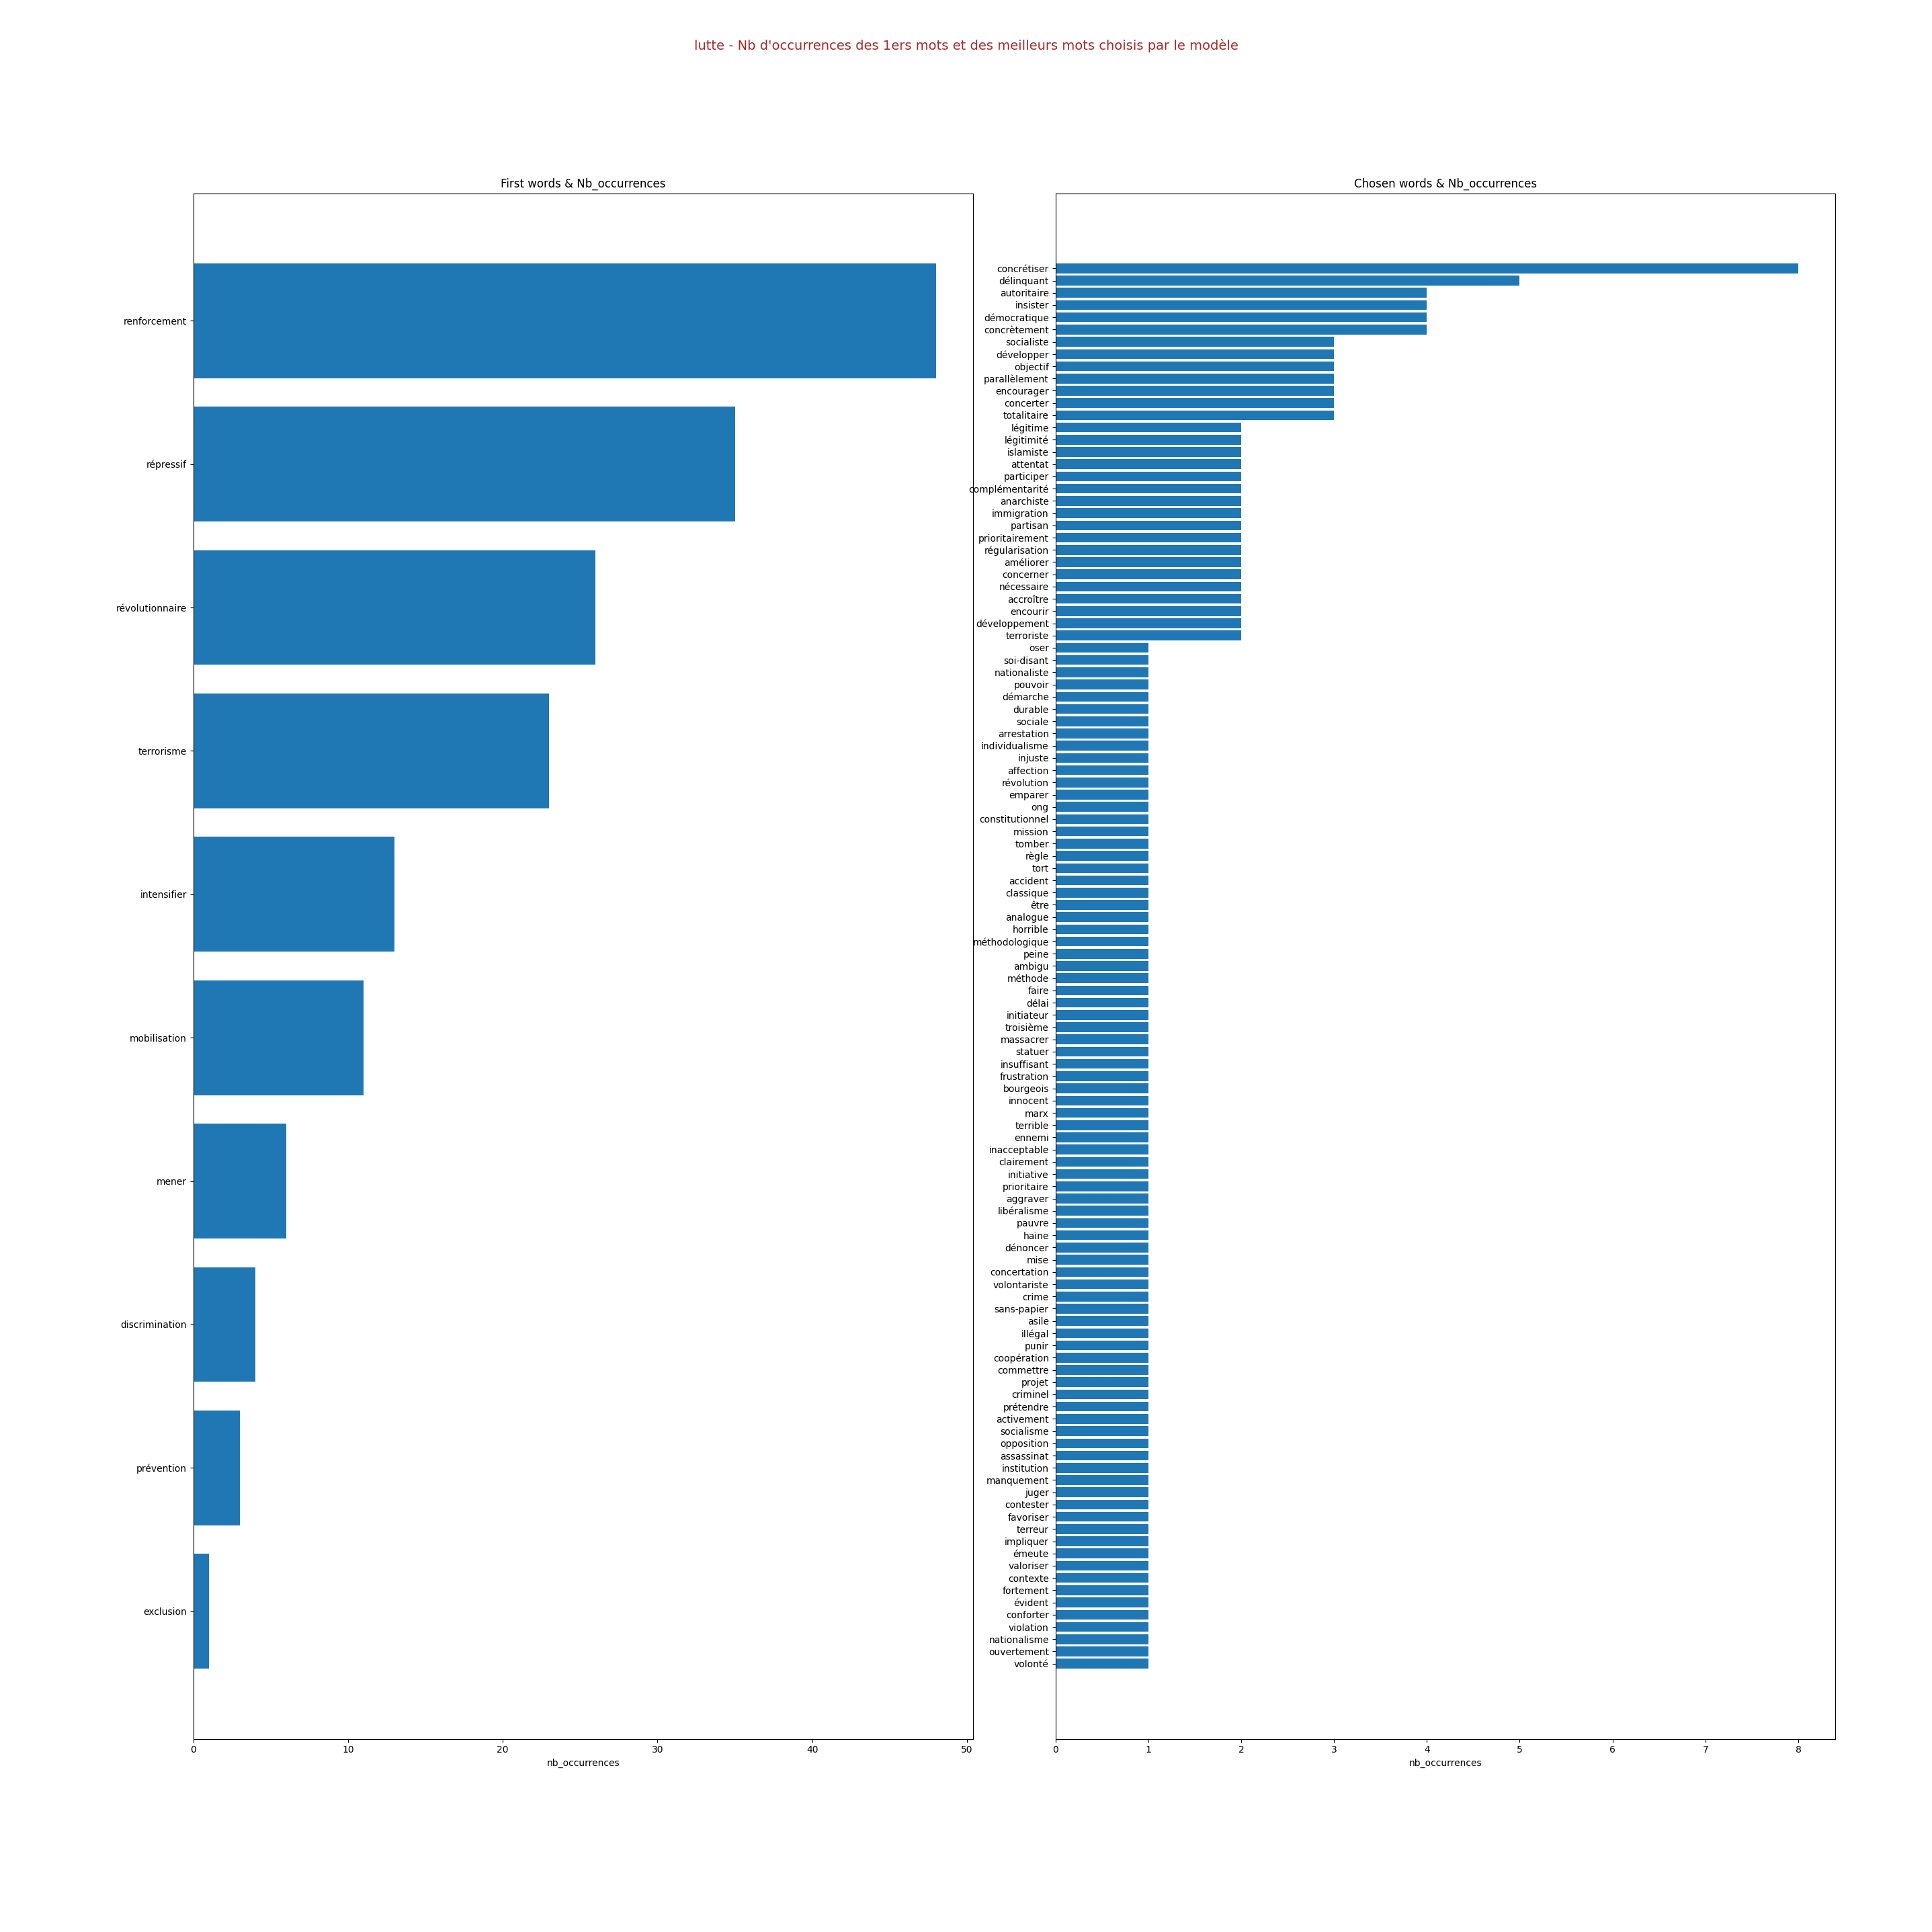 lutte - Nb d'occurrences des 1ers mots et des meilleurs mots choisis par le modèle
First words & Nb_occurrences
renforcement
répressif
révolutionnaire
terrorisme
intensifier
mobilisation
mener
discrimination
prévention
exclusion
0 10 20 30 40 50
nb_occurrences
Chosen words & Nb_occurrences
concrétiser
délinquant
autoritaire
insister
démocratique
concrètement
socialiste
développer
objectif
parallèlement
encourager
concerter
totalitaire
légitime
légitimité
islamiste
attentat
participer
complémentarité
anarchiste
immigration
partisan
prioritairement
régularisation
améliorer
concerner
nécessaire
accroître
encourir
développement
terroriste
oser
soi-disant
nationaliste
pouvoir
démarche
durable
sociale
arrestation
individualisme
injuste
affection
révolution
emparer
ong
constitutionnel
mission
tomber
règle
tort
accident
classique
être
analogue
horrible
méthodologique
peine
ambigu
méthode
faire
délai
initiateur
troisième
massacrer
statuer
insuffisant
frustration
bourgeois
innocent
marx
terrible
ennemi
inacceptable
clairement
initiative
prioritaire
aggraver
libéralisme
pauvre
haine
dénoncer
mise
concertation
volontariste
crime
sans-papier
asile
illégal
punir
coopération
commettre
projet
criminel
prétendre
activement
socialisme
opposition
assassinat
institution
manquement
juger
contester
favoriser
terreur
impliquer
émeute
valoriser
contexte
fortement
évident
conforter
violation
nationalisme
ouvertement
volonté
0 1 2 3 4 5 6 7 8
nb_occurrences